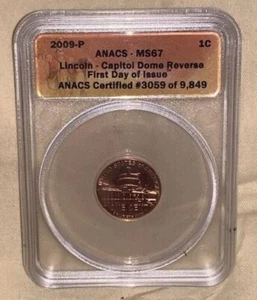 2009-P 1C
ANACS - MS67
Lincoln - Capitol Dome Reverse
"First Day of Issue"
ANACS Certified #3059 of 9,849